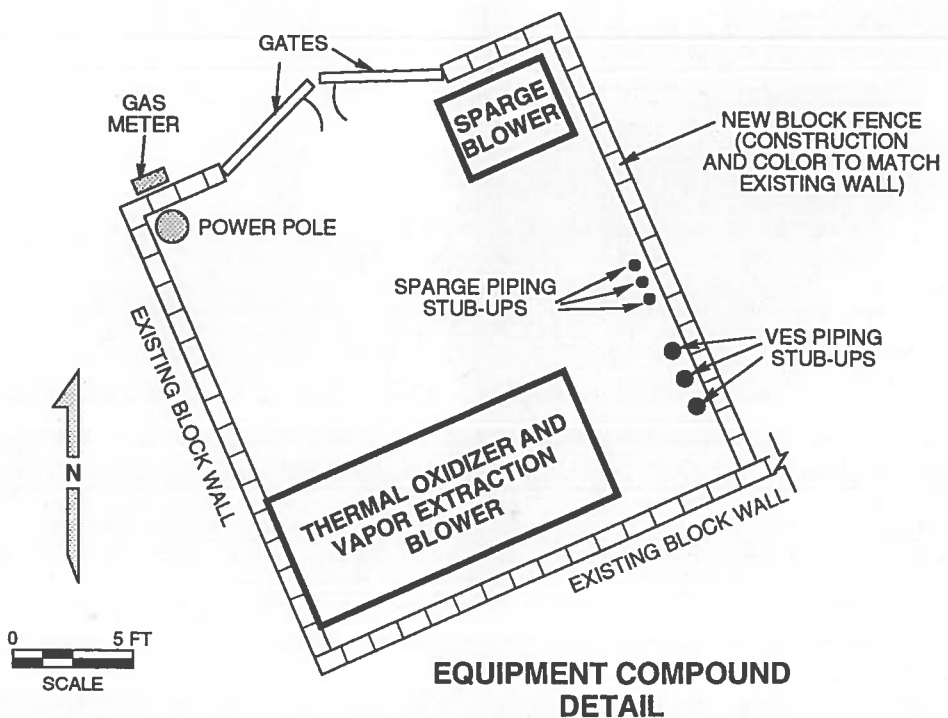 GATES
GAS
METER
SPARGE
BLOWER
NEW BLOCK FENCE
(CONSTRUCTION
AND COLOR TO MATCH
EXISTING WALL)
POWER POLE
SPARGE PIPING
STUB-UPS
VES PIPING
STUB-UPS
EXISTING BLOCK WALL
N
THERMAL OXIDIZER AND
VAPOR EXTRACTION
BLOWER
EXISTING BLOCK WALL
0 5 FT
SCALE
EQUIPMENT COMPOUND
DETAIL